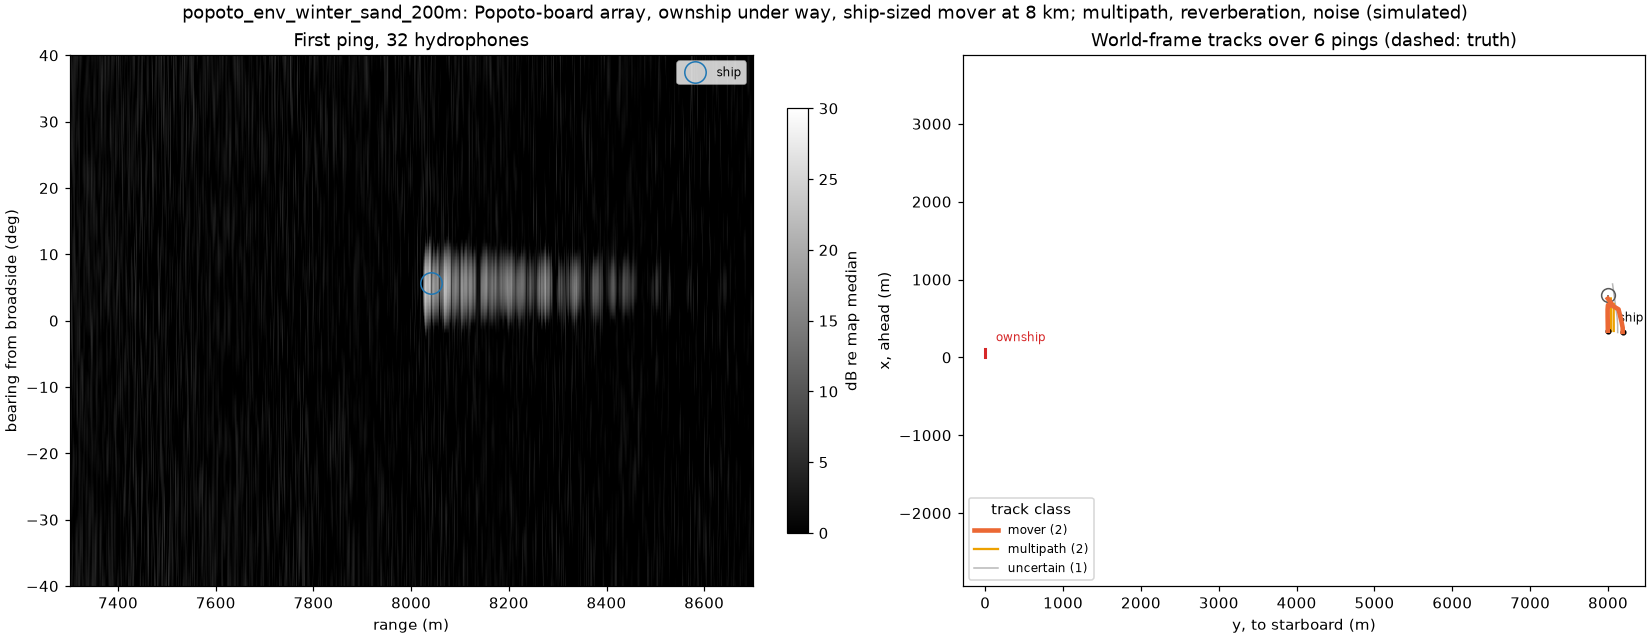 popoto_env_winter_sand_200m: Popoto-board array, ownship under way, ship-sized mover at 8 km; multipath, reverberation, noise (simulated)
First ping, 32 hydrophones
40
30
20
10
0
−10
−20
−30
−40
bearing from broadside (deg)
7400
7600
7800
8000
8200
8400
8600
range (m)
ship
30
25
20
15
10
5
0
dB re map median
World-frame tracks over 6 pings (dashed: truth)
3000
2000
1000
0
−1000
−2000
x, ahead (m)
ownship
ship
track class
mover (2)
multipath (2)
uncertain (1)
0
1000
2000
3000
4000
5000
6000
7000
8000
y, to starboard (m)